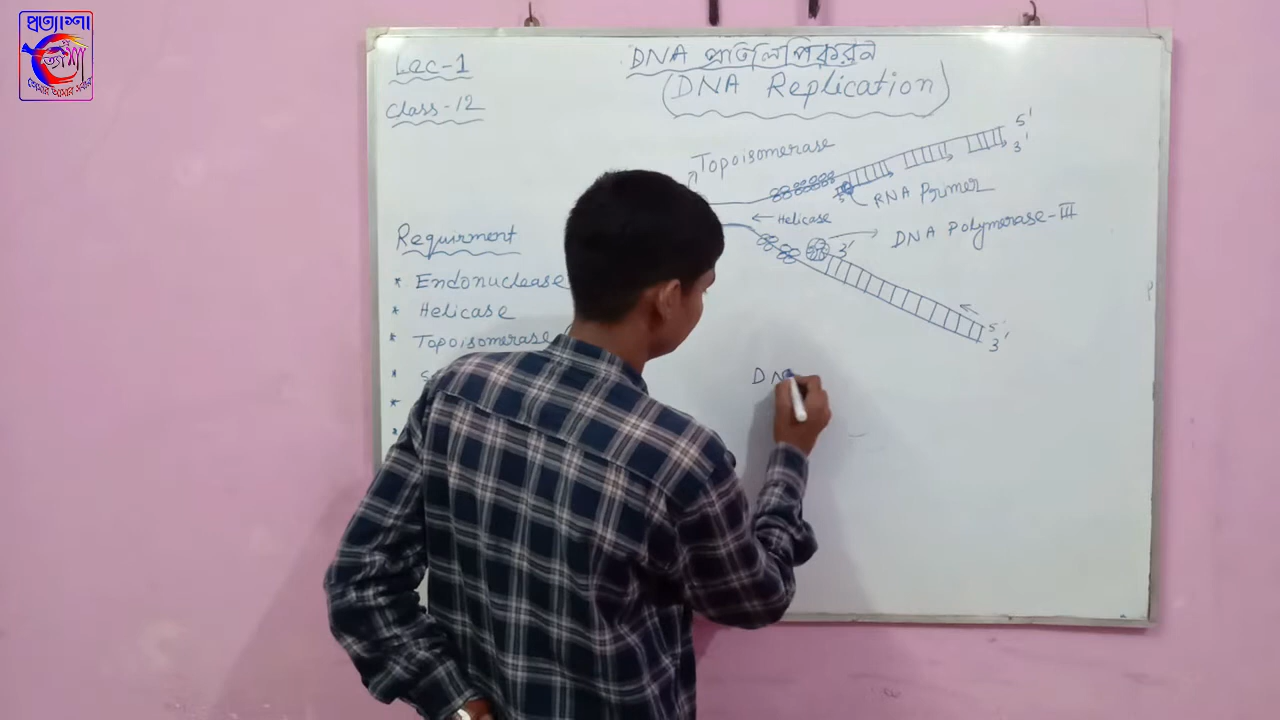 প্রত্যাশা
Lec-1
Class-12
DNA প্রতিলিপিকরন
(DNA Replication)
Topoisomerase
5'
3'
RNA Primer
← Helicase
DNA Polymerase-III
3'
5'
3'
Requirment
* Endonuclease
* Helicase
* Topoisomerase
*
*
DN